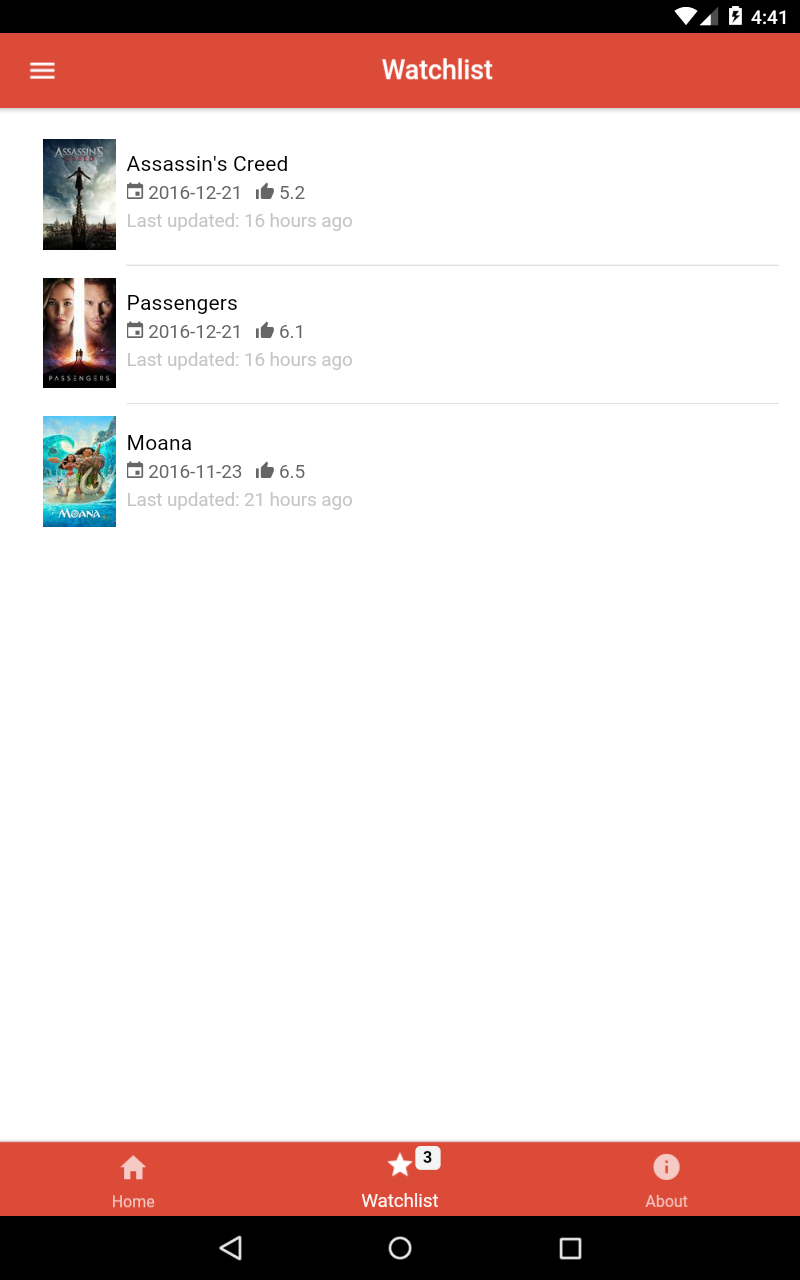 4:41
Watchlist
ASSASSIN'S
CREED
Assassin's Creed
2016-12-21 5.2
Last updated: 16 hours ago
PASSENGERS
Passengers
2016-12-21 6.1
Last updated: 16 hours ago
MOANA
Moana
2016-11-23 6.5
Last updated: 21 hours ago
3
Home
Watchlist
About